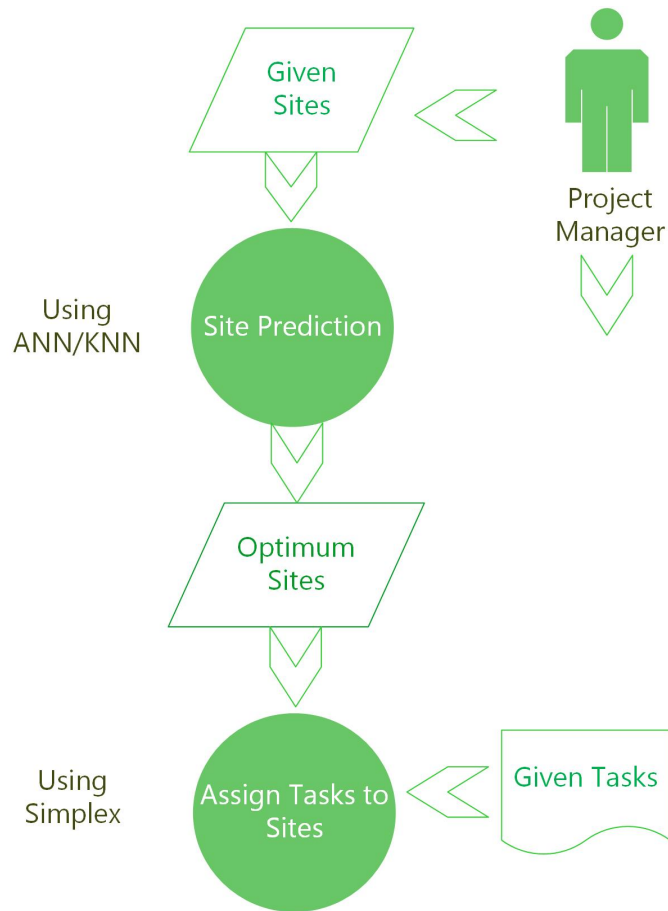 Given
Sites
Project
Manager
Using
ANN/KNN
Site Prediction
Optimum
Sites
Using
Simplex
Assign Tasks to
Sites
Given Tasks